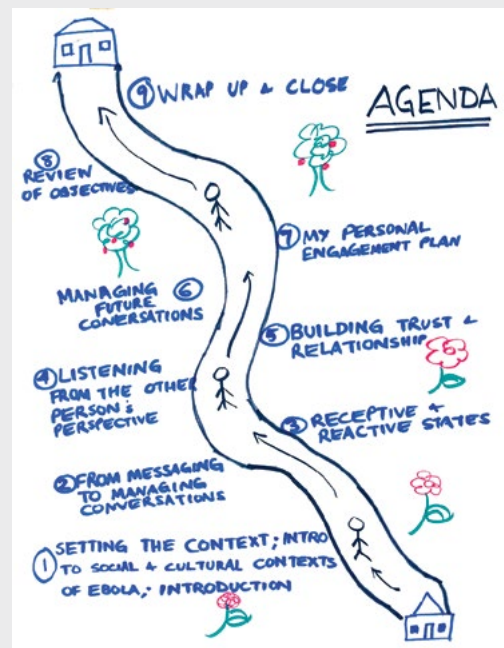 AGENDA
① SETTING THE CONTEXT; INTRO
TO SOCIAL & CULTURAL CONTEXTS
OF EBOLA; INTRODUCTION
② FROM MESSAGING
TO MANAGING
CONVERSATIONS
③ RECEPTIVE &
REACTIVE STATES
④ LISTENING
FROM THE OTHER
PERSON'S
PERSPECTIVE
⑤ BUILDING TRUST &
RELATIONSHIP
MANAGING ⑥
FUTURE
CONERSATIONS
⑦ MY PERSONAL
ENGAGEMENT PLAN
⑧
REVIEW
OF OBJECTIVES
⑨ WRAP UP & CLOSE